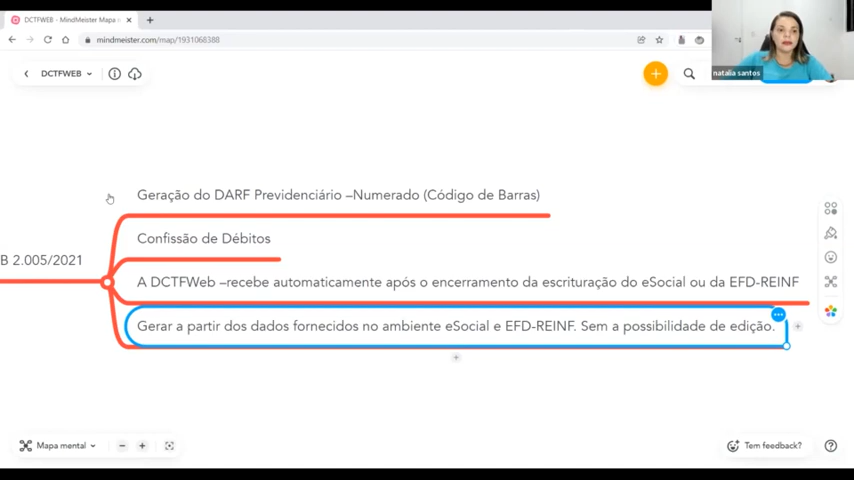 DCTFWEB - MindMeister Mapa m
mindmeister.com/map/1931068388
DCTFWEB
natalia santos
Geração do DARF Previdenciário –Numerado (Código de Barras)
Confissão de Débitos
B 2.005/2021
A DCTFWeb –recebe automaticamente após o encerramento da escrituração do eSocial ou da EFD-REINF
Gerar a partir dos dados fornecidos no ambiente eSocial e EFD-REINF. Sem a possibilidade de edição.
Mapa mental
Tem feedback?